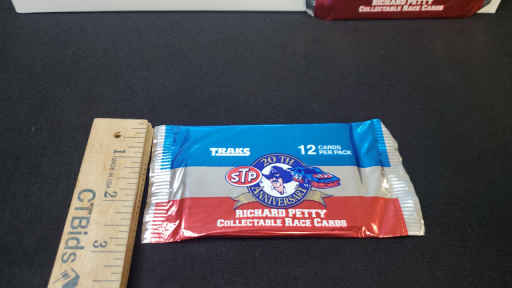 RICHARD PETTY
COLLECTABLE RACE CARDS
TRAKS
12 CARDS
PER PACK
20TH
STP
ANNIVERSARY
RICHARD PETTY
COLLECTABLE RACE CARDS
1
2
3
CTBids